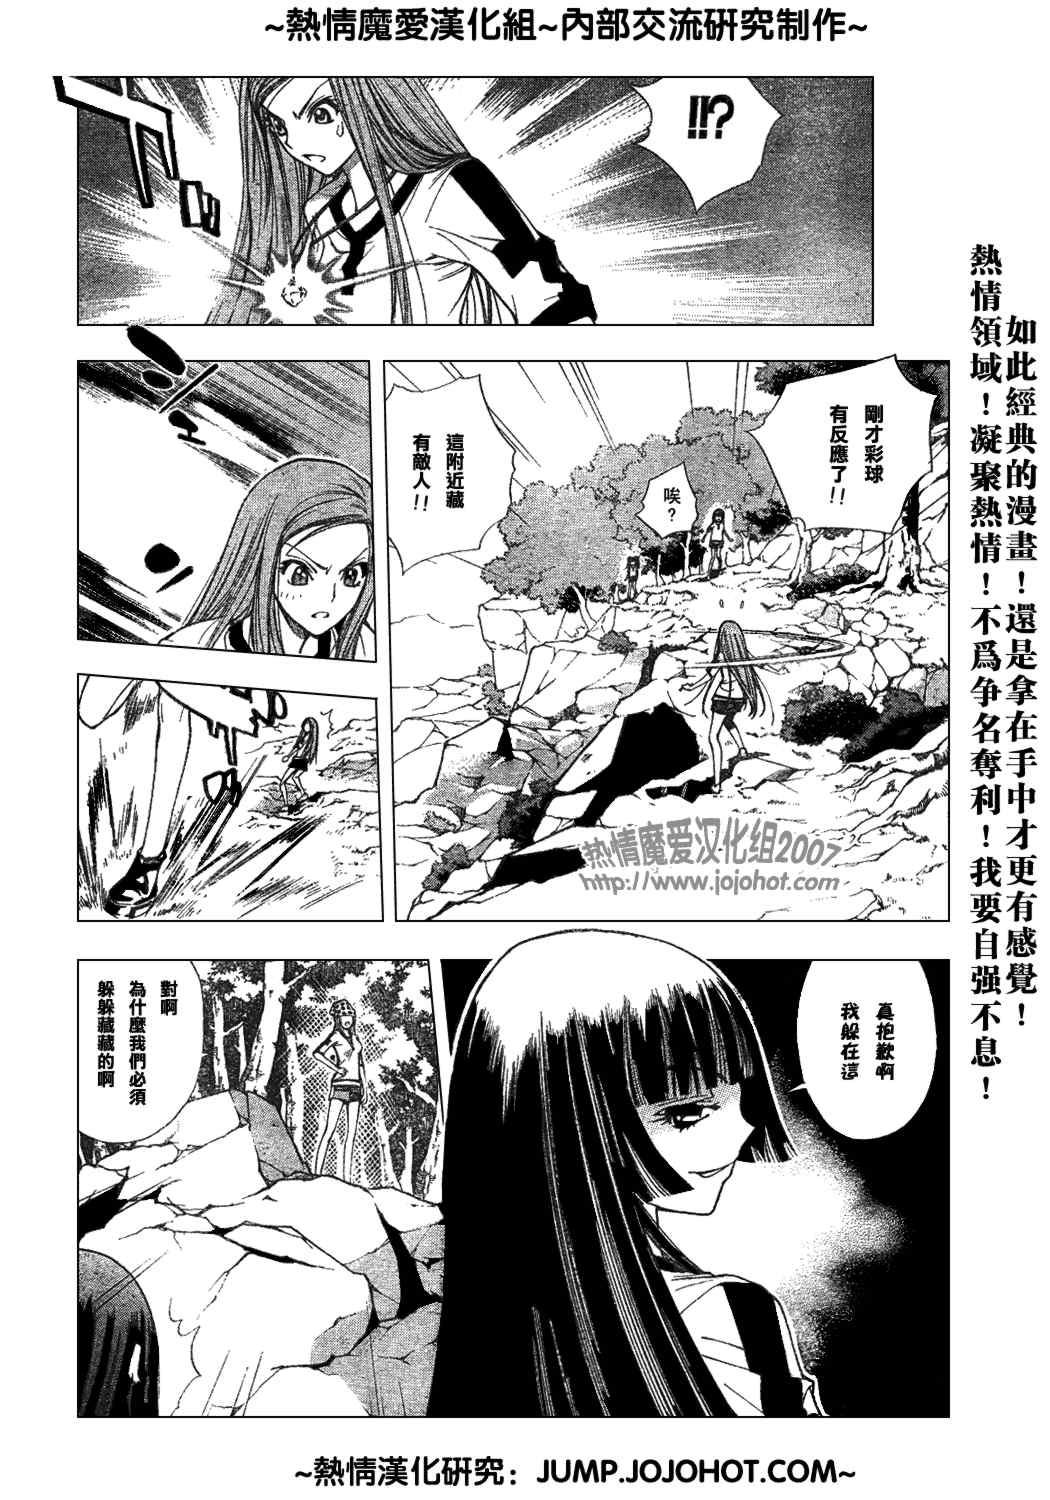 ~熱情魔愛漢化組~內部交流研究制作~
!!?
剛才彩球
有反應了!!
唉?
這附近藏
有敵人!!
熱情魔爱汉化组2007
http://www.jojohot.com
真抱歉啊
我躲在這
對啊
為什麼我們必須
躲躲藏藏的啊
如此經典的漫畫！還是拿在手中才更有感覺！
熱情領域！凝聚熱情！不爲争名奪利！我要自强不息！
~熱情漢化研究：JUMP.JOJOHOT.COM~